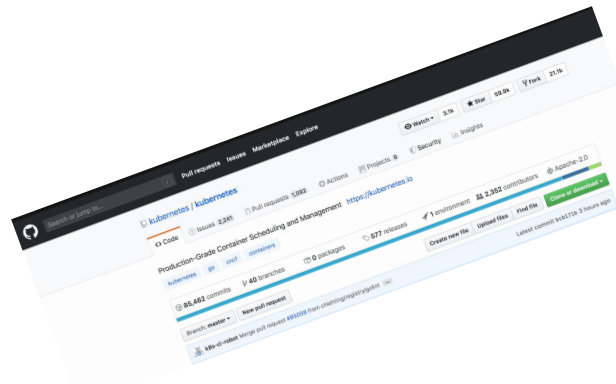 Search or jump to... /
Pull requests Issues Marketplace Explore
kubernetes / kubernetes
Watch 3.1k Star 59.9k Fork 21.1k
Code Issues 2,241 Pull requests 1,022 Actions Projects 9 Security Insights
Production-Grade Container Scheduling and Management https://kubernetes.io
kubernetes go cncf containers
85,462 commits 40 branches 0 packages 577 releases 1 environment 2,352 contributors Apache-2.0
Branch: master New pull request Create new file Upload files Find file Clone or download
k8s-ci-robot Merge pull request #85059 from Latest commit 3 hours ago